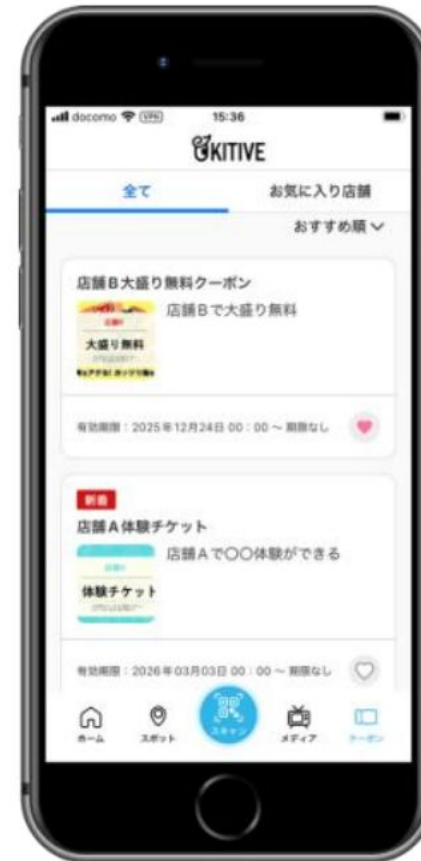 docomo VPN 15:36
OKITIVE
全て お気に入り店舗
おすすめ順
店舗B大盛り無料クーポン
店舗Bで大盛り無料
大盛り無料
有効期限：2025年12月24日 00：00 ～ 期限なし
新着
店舗A体験チケット
店舗Aで〇〇体験ができる
体験チケット
有効期限：2026年03月03日 00：00 ～ 期限なし
ホーム スポット スキャン メディア クーポン